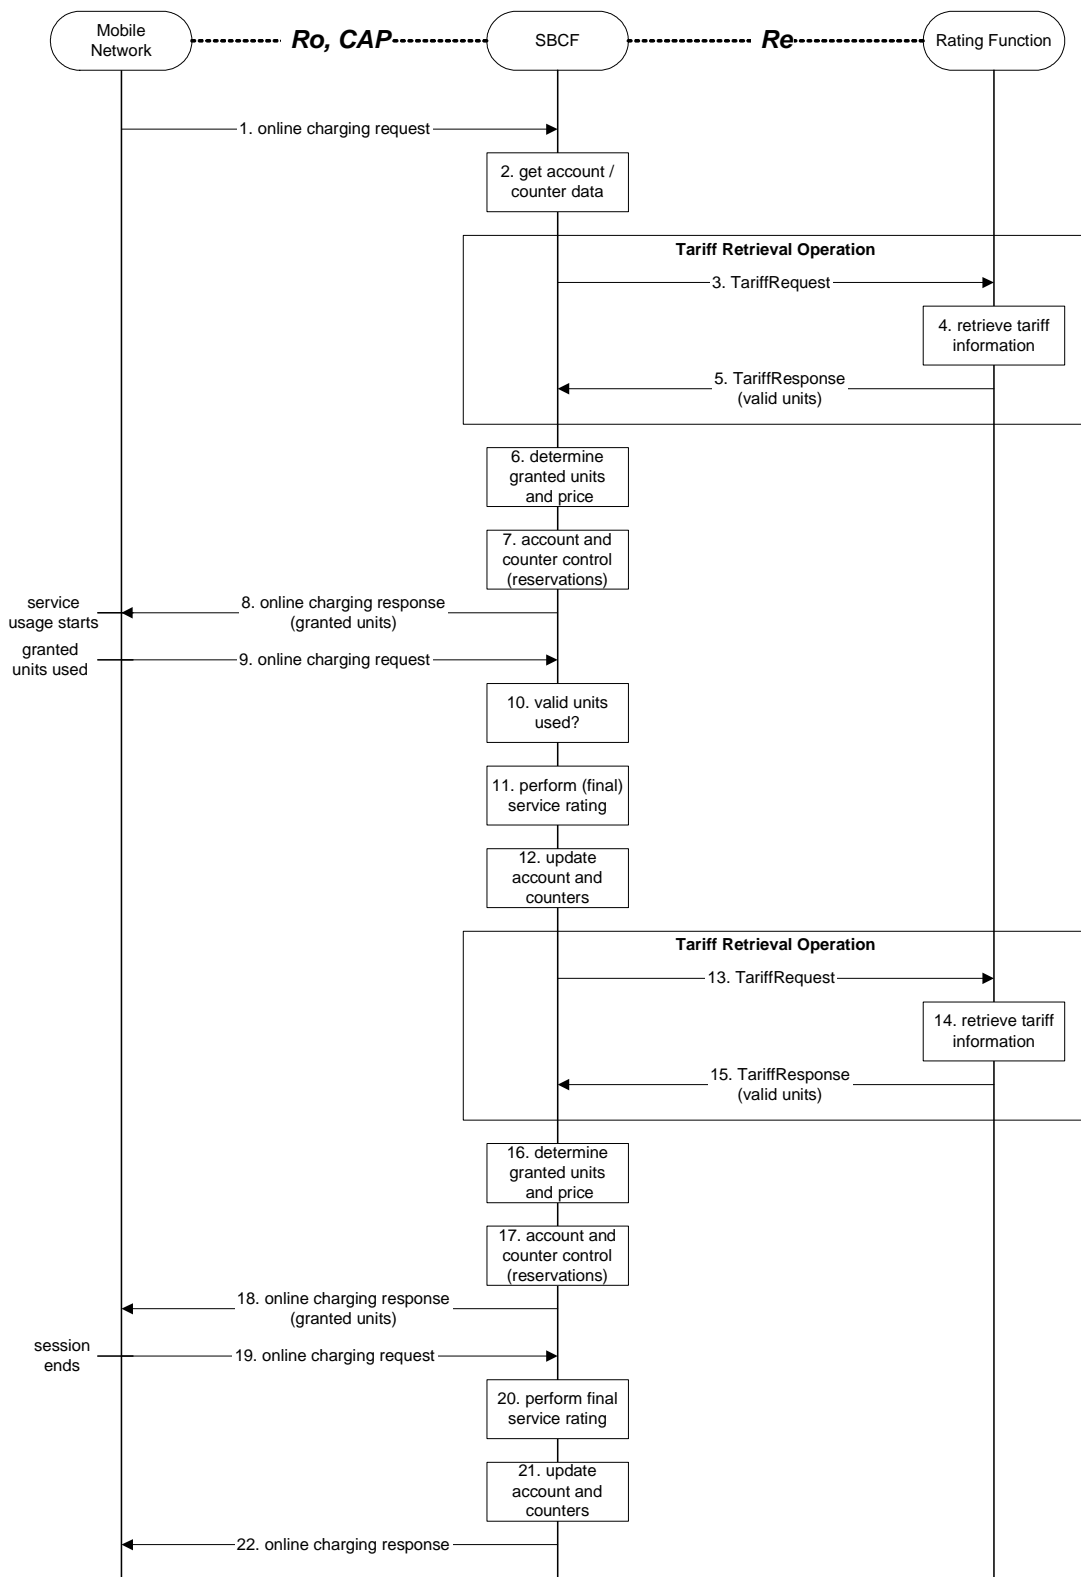 Mobile
Network
Ro, CAP
SBCF
Re
Rating Function
1. online charging request
2. get account /
counter data
Tariff Retrieval Operation
3. TariffRequest
4. retrieve tariff
information
5. TariffResponse
(valid units)
6. determine
granted units
and price
7. account and
counter control
(reservations)
service
usage starts
8. online charging response
(granted units)
granted
units used
9. online charging request
10. valid units
used?
11. perform (final)
service rating
12. update
account and
counters
Tariff Retrieval Operation
13. TariffRequest
14. retrieve tariff
information
15. TariffResponse
(valid units)
16. determine
granted units
and price
17. account and
counter control
(reservations)
18. online charging response
(granted units)
session
ends
19. online charging request
20. perform final
service rating
21. update
account and
counters
22. online charging response